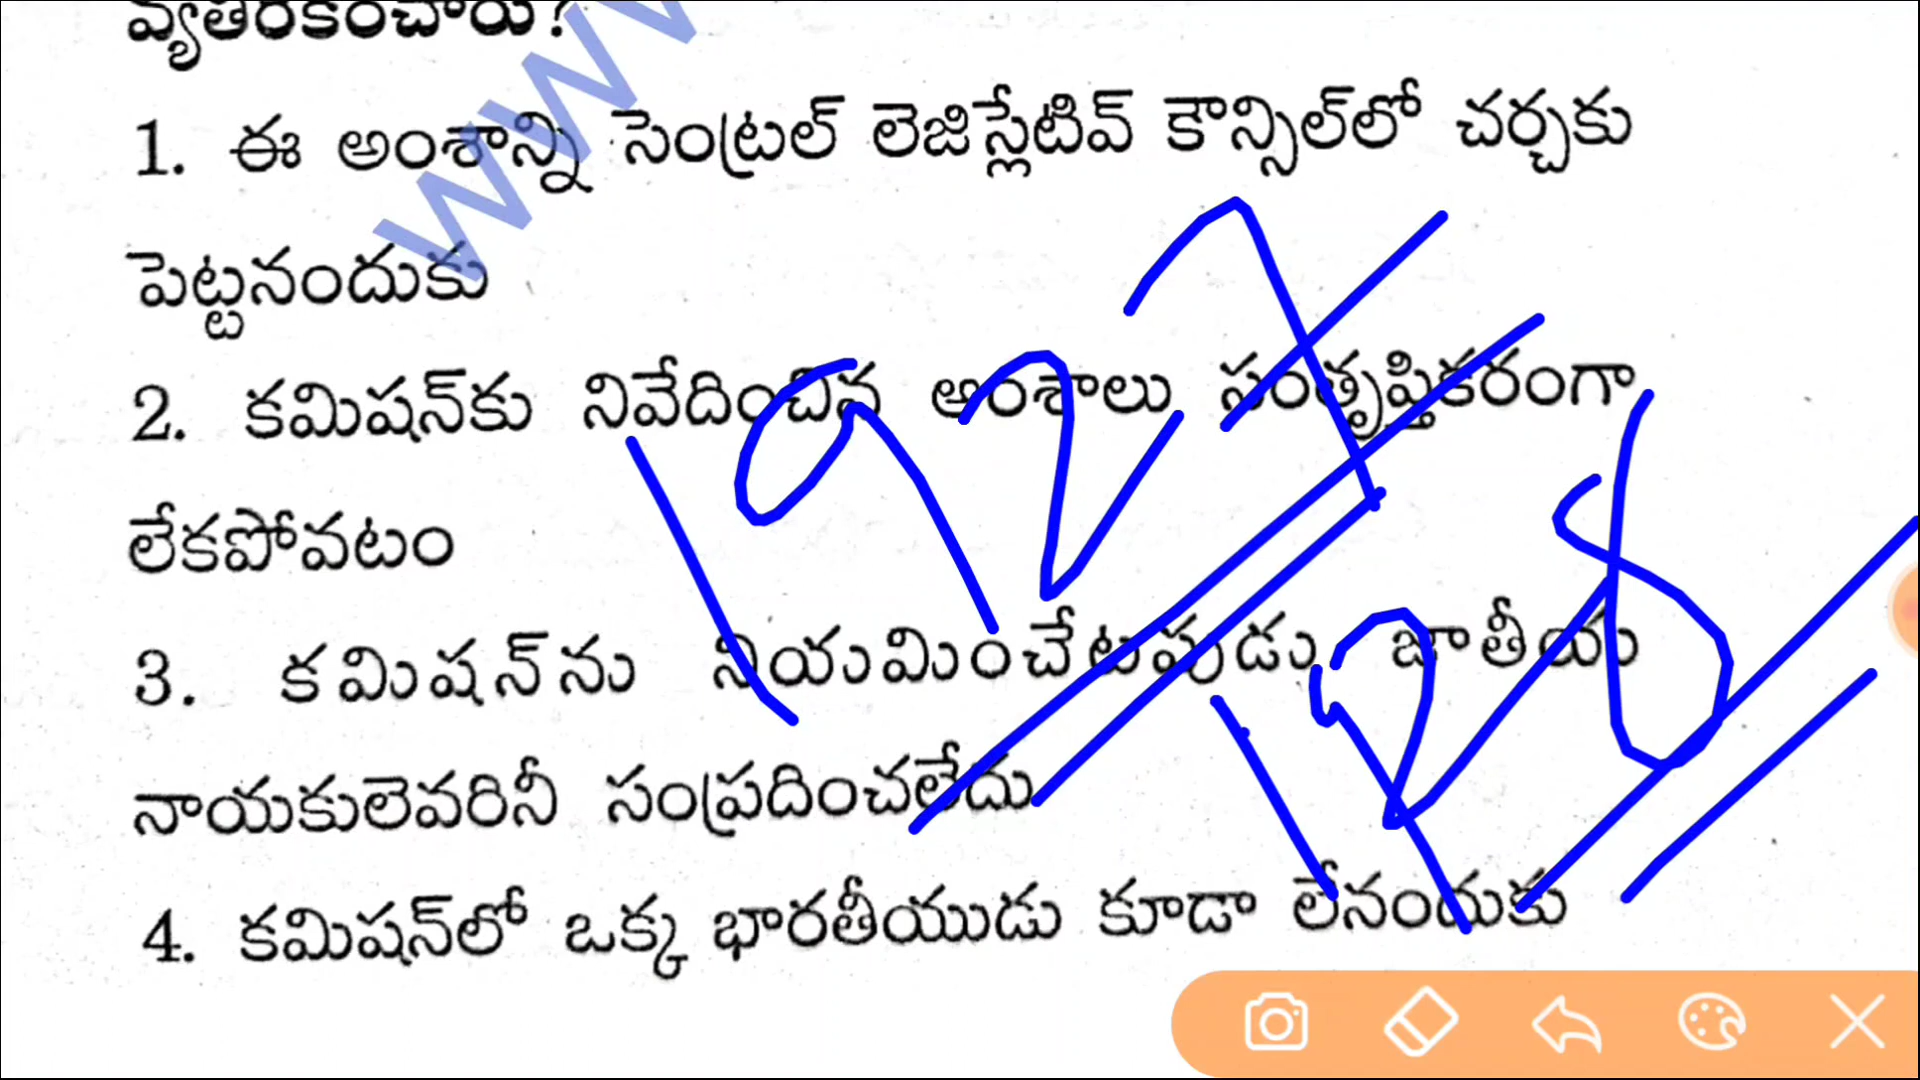 వ్యతిరేకించారు?
1. ఈ అంశాన్ని సెంట్రల్ లెజిస్లేటివ్ కౌన్సిల్‌లో చర్చకు
పెట్టనందుకు
2. కమిషన్‌కు నివేదించిన అంశాలు సంతృప్తికరంగా
లేకపోవటం
3. కమిషన్‌ను నియమించేటపుడు జాతీయ
నాయకులెవరినీ సంప్రదించలేదు
4. కమిషన్‌లో ఒక్క భారతీయుడు కూడా లేనందుకు
1927
1928
www